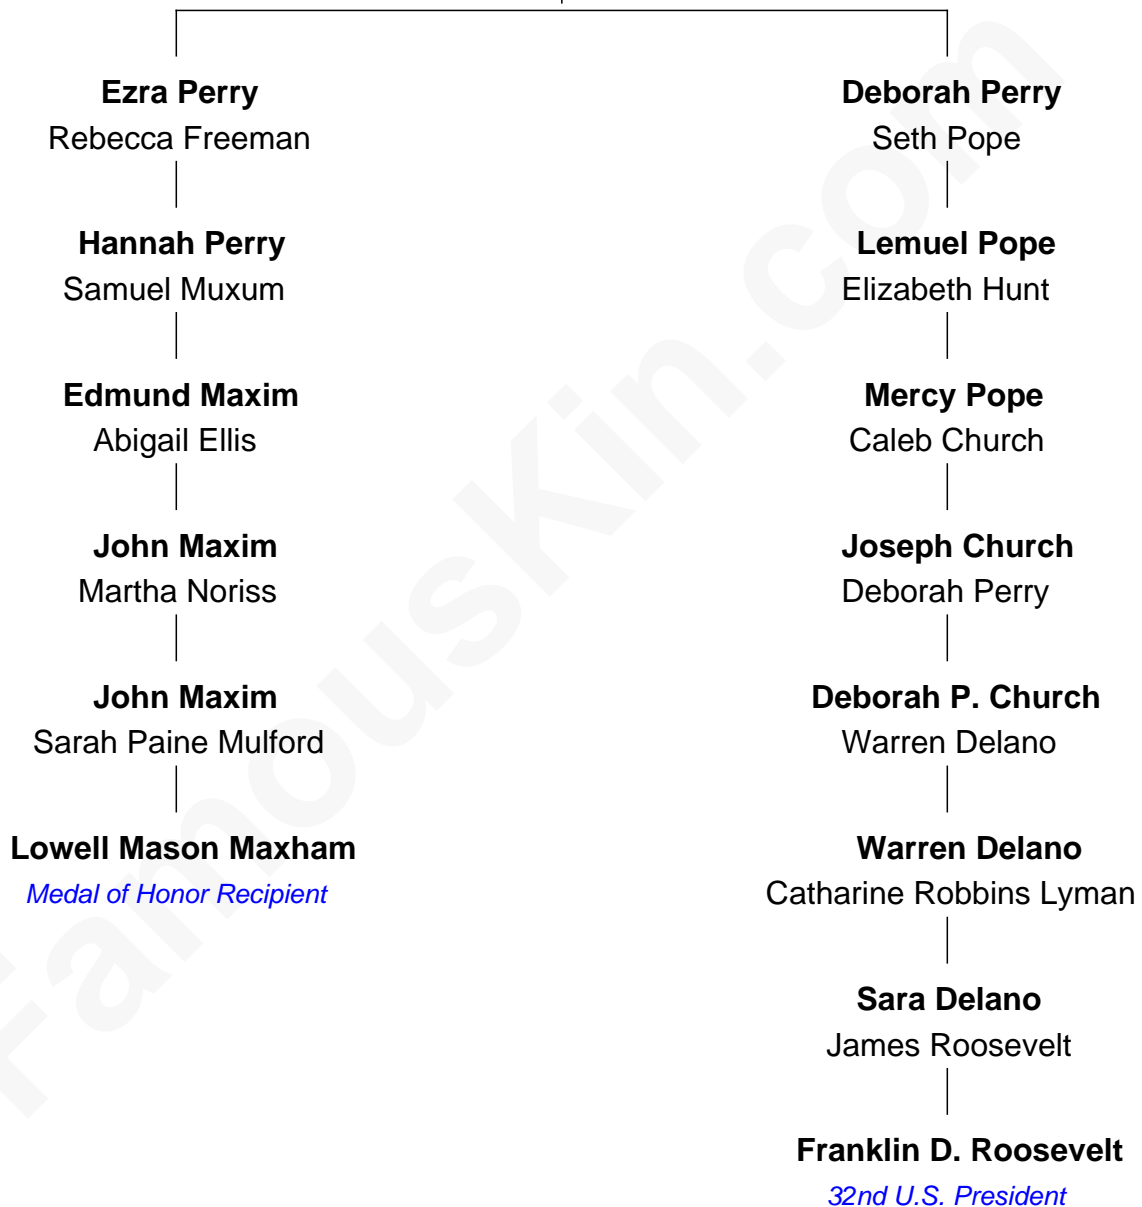 Ezra Perry
Rebecca Freeman
Hannah Perry
Samuel Muxum
Edmund Maxim
Abigail Ellis
John Maxim
Martha Noriss
John Maxim
Sarah Paine Mulford
Lowell Mason Maxham
Medal of Honor Recipient
Deborah Perry
Seth Pope
Lemuel Pope
Elizabeth Hunt
Mercy Pope
Caleb Church
Joseph Church
Deborah Perry
Deborah P. Church
Warren Delano
Warren Delano
Catharine Robbins Lyman
Sara Delano
James Roosevelt
Franklin D. Roosevelt
32nd U.S. President
FamousKin.com